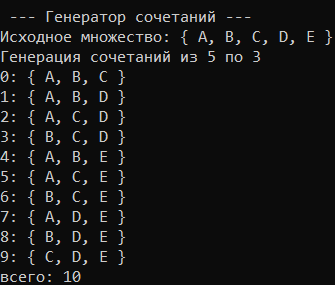 --- Генератор сочетаний ---
Исходное множество: { A, B, C, D, E }
Генерация сочетаний из 5 по 3
0: { A, B, C }
1: { A, B, D }
2: { A, C, D }
3: { B, C, D }
4: { A, B, E }
5: { A, C, E }
6: { B, C, E }
7: { A, D, E }
8: { B, D, E }
9: { C, D, E }
всего: 10